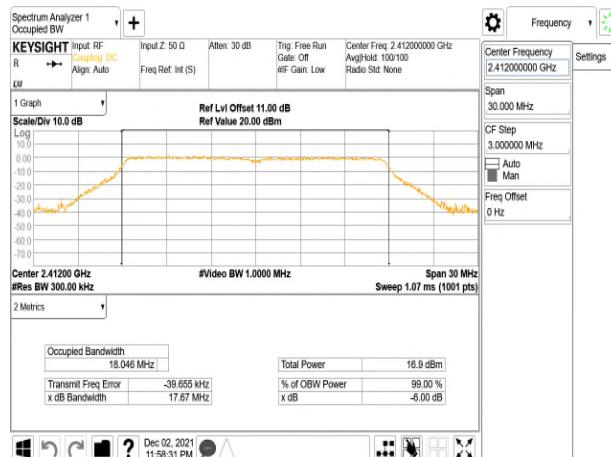 Spectrum Analyzer 1
Occupied BW
+
Frequency
KEYSIGHT
R
Input: RF
Coupling: DC
Align: Auto
Input Z: 50 Ω
Freq Ref: Int (S)
Atten: 30 dB
Trig: Free Run
Gate: Off
#IF Gain: Low
Center Freq: 2.412000000 GHz
Avg|Hold: 100/100
Radio Std: None
Center Frequency
2.412000000 GHz
Settings
Span
30.000 MHz
CF Step
3.000000 MHz
Auto
Man
Freq Offset
0 Hz
1 Graph
Scale/Div 10.0 dB
Ref Lvl Offset 11.00 dB
Ref Value 20.00 dBm
Log
10.0
0.00
-10.0
-20.0
-30.0
-40.0
-50.0
-60.0
-70.0
Center 2.41200 GHz
#Res BW 300.00 kHz
#Video BW 1.0000 MHz
Span 30 MHz
Sweep 1.07 ms (1001 pts)
2 Metrics
Occupied Bandwidth
18.046 MHz
Transmit Freq Error -39.655 kHz
x dB Bandwidth 17.67 MHz
Total Power 16.9 dBm
% of OBW Power 99.00 %
x dB -6.00 dB
?
Dec 02, 2021
11:58:31 PM